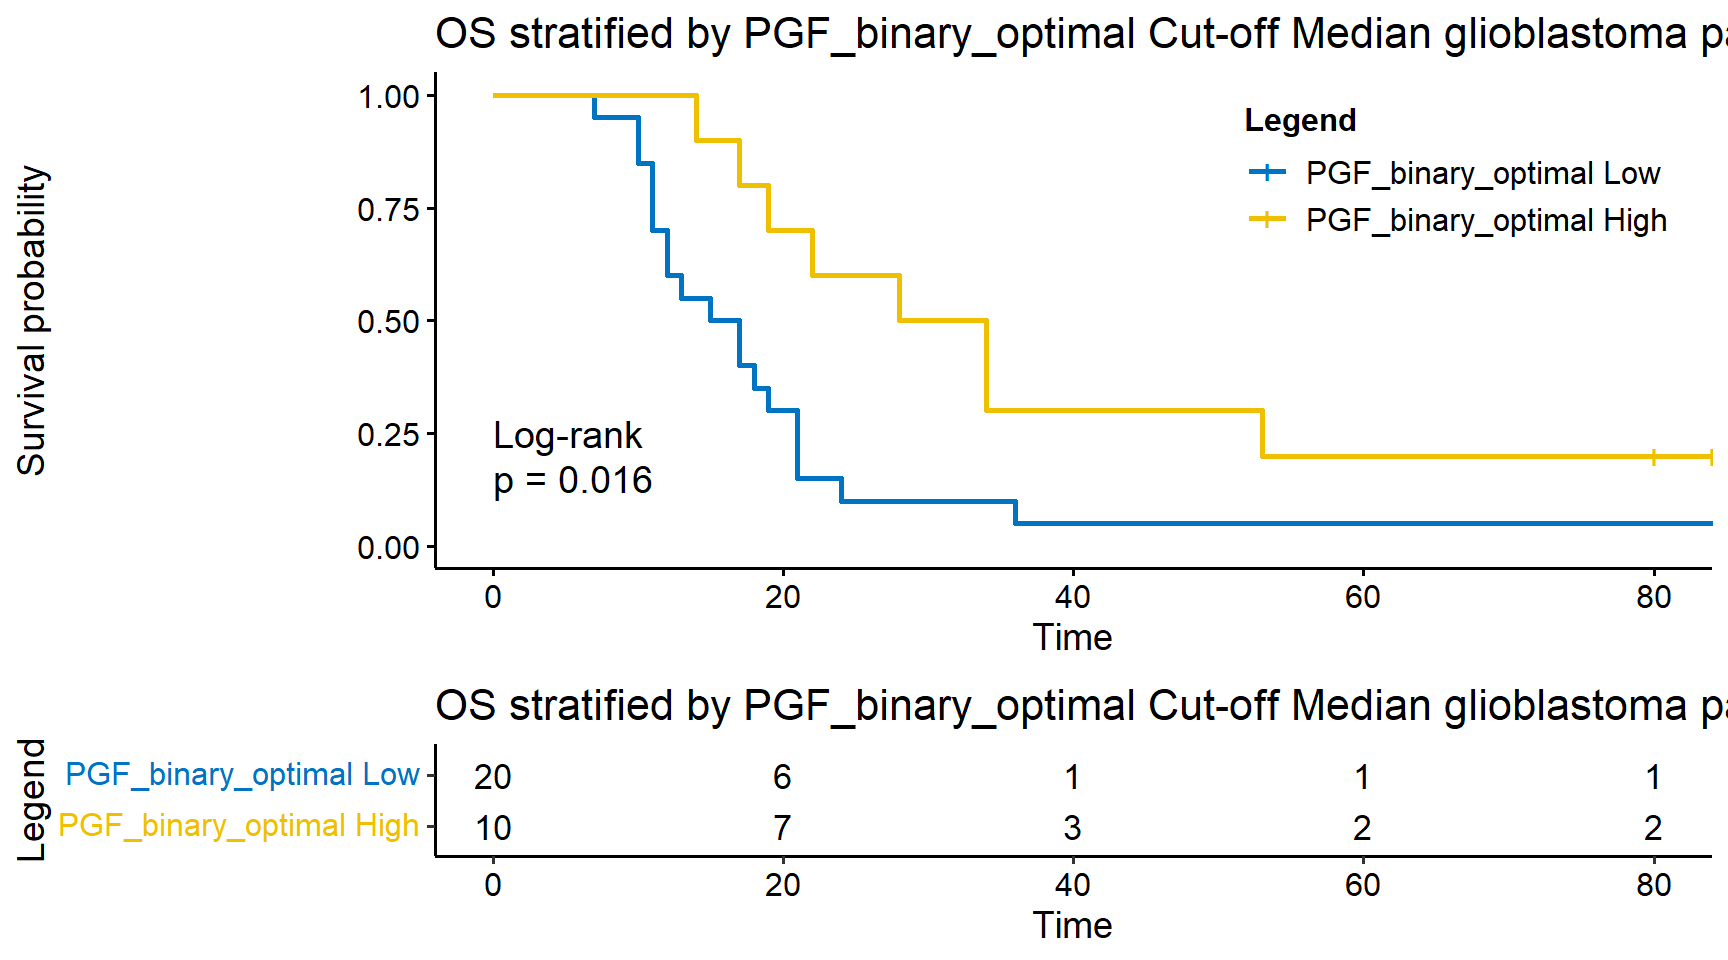 OS stratified by PGF_binary_optimal Cut-off Median glioblastoma pa
Survival probability
1.00
0.75
0.50
0.25
0.00
Legend
PGF_binary_optimal Low
PGF_binary_optimal High
Log-rank
p = 0.016
0 20 40 60 80
Time
OS stratified by PGF_binary_optimal Cut-off Median glioblastoma pa
Legend
PGF_binary_optimal Low 20 6 1 1 1
PGF_binary_optimal High 10 7 3 2 2
0 20 40 60 80
Time